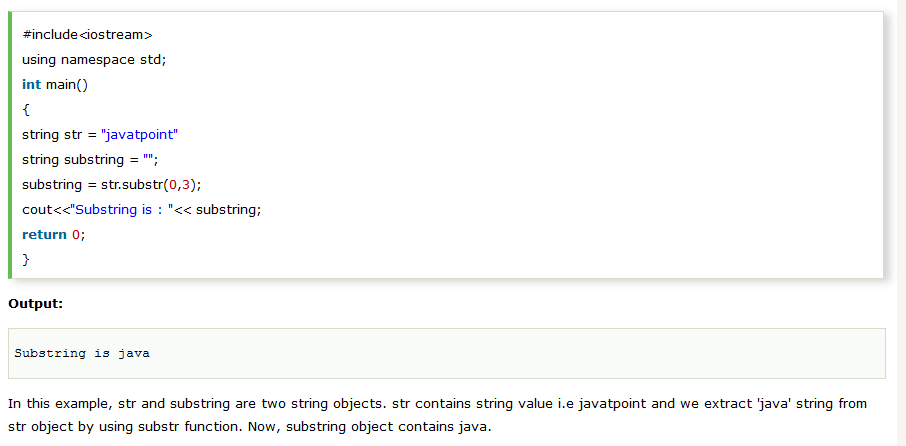 #include<iostream>
using namespace std;
int main()
{
string str = "javatpoint"
string substring = "";
substring = str.substr(0,3);
cout<<"Substring is : "<< substring;
return 0;
}
Output:
Substring is java
In this example, str and substring are two string objects. str contains string value i.e javatpoint and we extract 'java' string from
str object by using substr function. Now, substring object contains java.